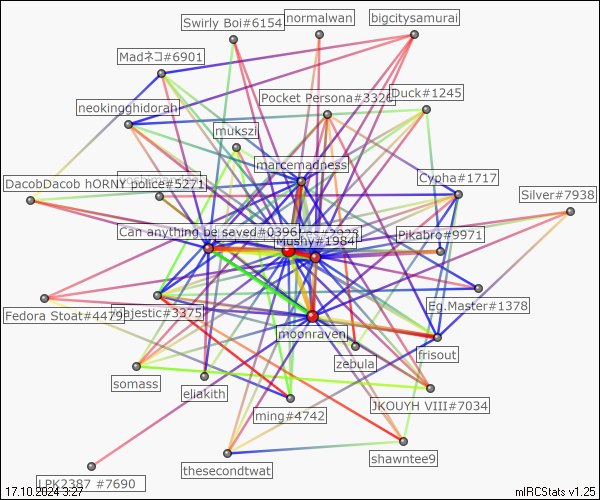 Swirly Boi#6154
normalwan
bigcitysamurai
Madネコ#6901
neokingghidorah
Pocket Persona#3326
Duck#1245
mukszi
marcemadness
DacobDacob hORNY police#5271
Cypha#1717
Silver#7938
Can anything be saved#0396
Mushy#1984
Pikabro#9971
Fedora Stoat#4479
majestic#3375
Eg.Master#1378
moonraven
zebula
frisout
somass
eliakith
ming#4742
JKOUYH VIII#7034
shawntee9
thesecondtwat
LPK2387 #7690
17.10.2024 3:27
mIRCStats v1.25